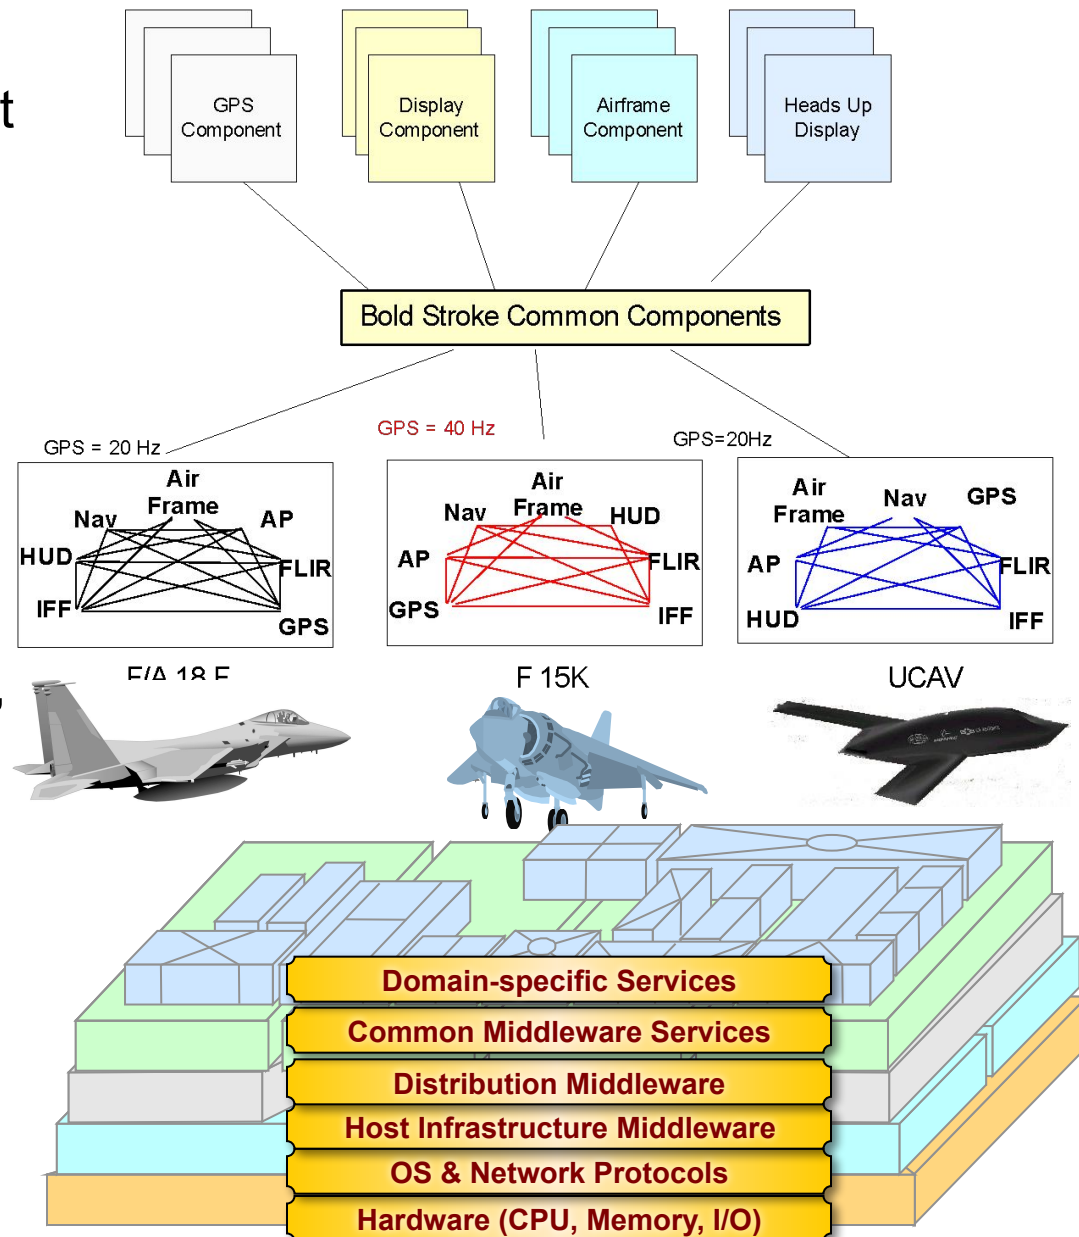 t
GPS
Component
Display
Component
Airframe
Component
Heads Up
Display
Bold Stroke Common Components
GPS = 20 Hz
GPS = 40 Hz
GPS=20Hz
Air
Frame
Nav
AP
HUD
FLIR
IFF
GPS
Air
Frame
Nav
HUD
AP
FLIR
GPS
IFF
Air
Frame
Nav
GPS
AP
FLIR
HUD
IFF
F/A 18 F
F 15K
UCAV
,
Domain-specific Services
Common Middleware Services
Distribution Middleware
Host Infrastructure Middleware
OS & Network Protocols
Hardware (CPU, Memory, I/O)